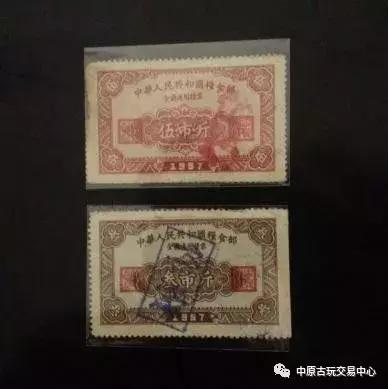 中華人民共和國糧食部
全國通用糧票
伍市斤
1957
中華人民共和國糧食部
全國通用糧票
叁市斤
1957
中原古玩交易中心